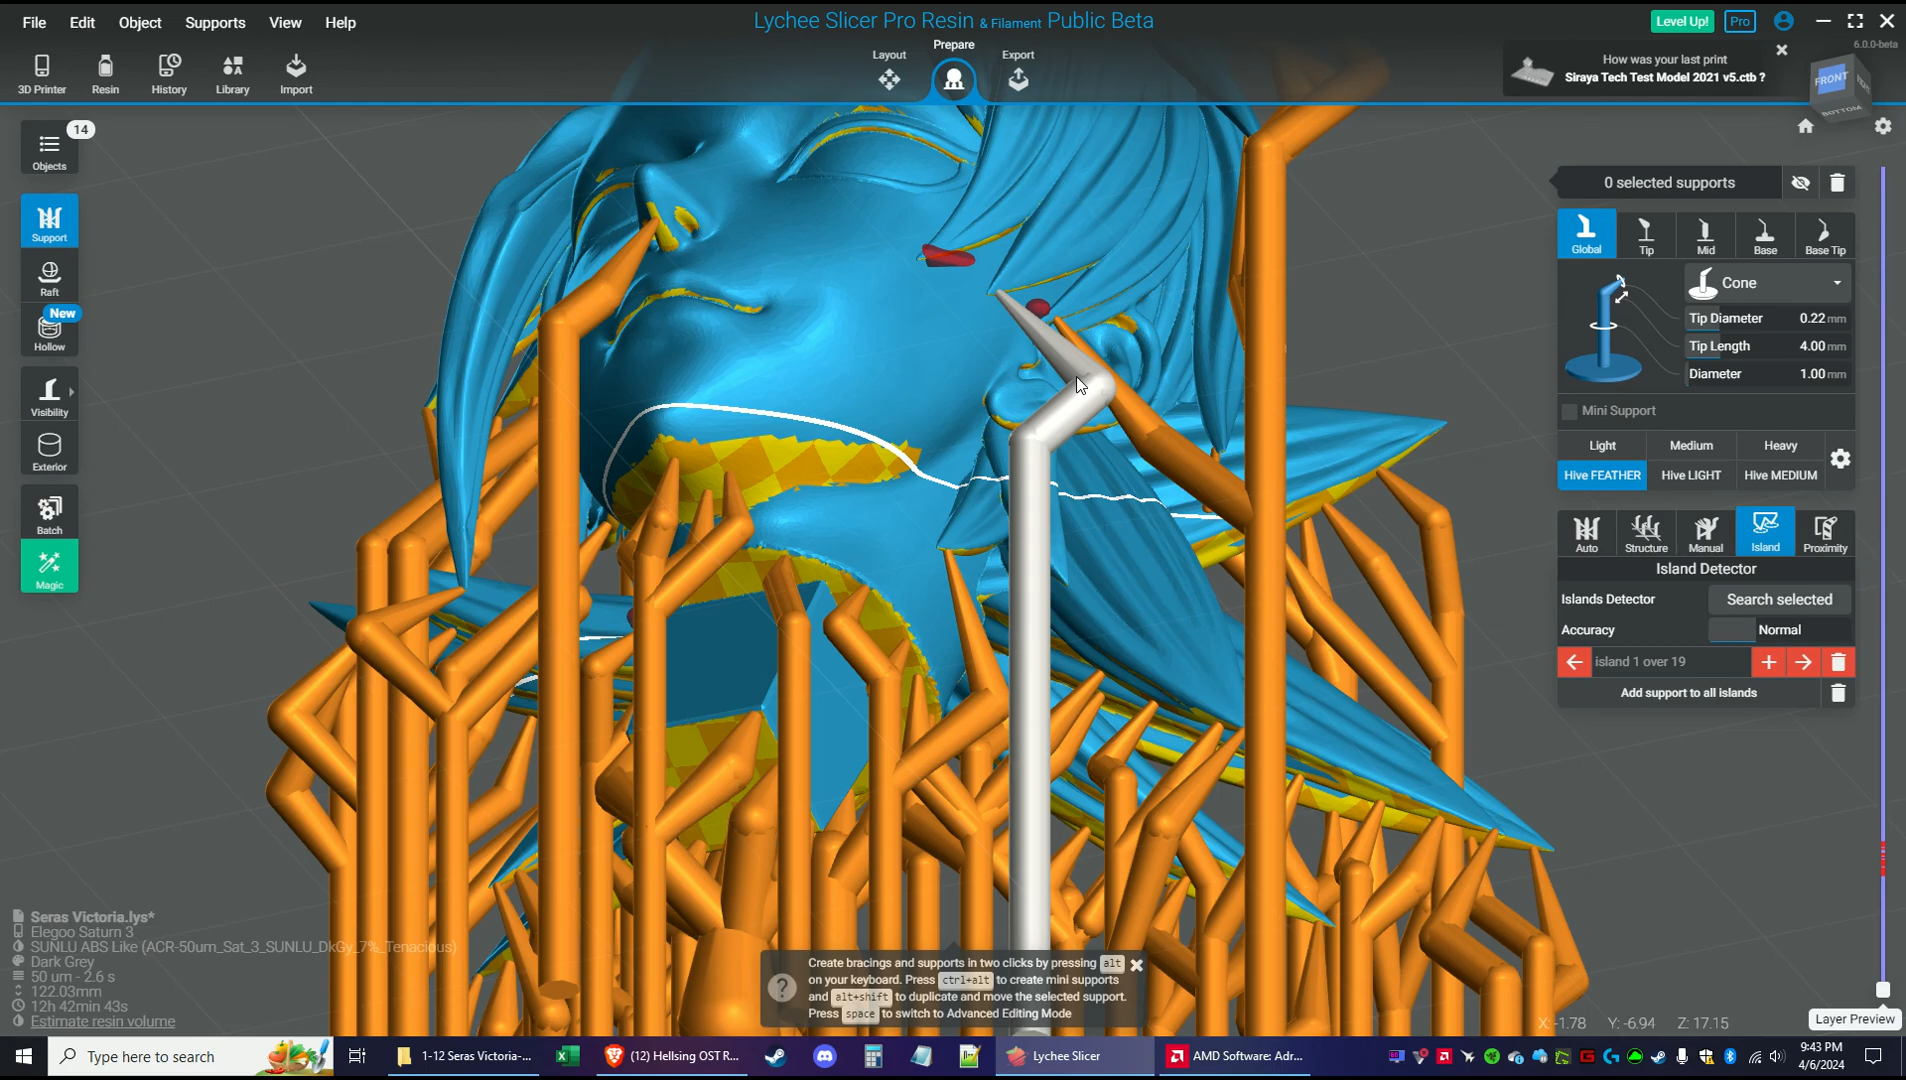 File Edit Object Supports View Help
Lychee Slicer Pro Resin & Filament Public Beta
Level Up! Pro
6.0.0-beta
3D Printer Resin History Library Import
Layout Prepare Export
How was your last print
Siraya Tech Test Model 2021 v5.ctb ?
FRONT
BOTTOM
14
Objects
Support
Raft
New
Hollow
Visibility
Exterior
Batch
Magic
0 selected supports
Global Tip Mid Base Base Tip
Cone
Tip Diameter 0.22 mm
Tip Length 4.00 mm
Diameter 1.00 mm
Mini Support
Light Medium Heavy
Hive FEATHER Hive LIGHT Hive MEDIUM
Auto Structure Manual Island Proximity
Island Detector
Islands Detector Search selected
Accuracy Normal
island 1 over 19
Add support to all islands
Seras Victoria.lys*
Elegoo Saturn 3
SUNLU ABS Like (ACR-50um_Sat_3_SUNLU_DkGy_7%_Tenacious)
Dark Grey
50 um - 2.6 s
122.03mm
12h 42min 43s
Estimate resin volume
Create bracings and supports in two clicks by pressing alt
on your keyboard. Press ctrl+alt to create mini supports
and alt+shift to duplicate and move the selected support.
Press space to switch to Advanced Editing Mode
X: -1.78 Y: -6.94 Z: 17.15
Layer Preview
Type here to search
1-12 Seras Victoria-...
(12) Hellsing OST R...
Lychee Slicer
AMD Software: Adr...
9:43 PM
4/6/2024